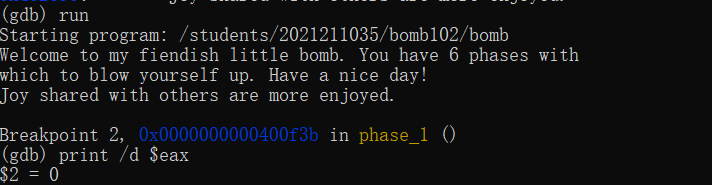 (gdb) run
Starting program: /students/2021211035/bomb102/bomb
Welcome to my fiendish little bomb. You have 6 phases with
which to blow yourself up. Have a nice day!
Joy shared with others are more enjoyed.
Breakpoint 2, 0x0000000000400f3b in phase_1 ()
(gdb) print /d $eax
$2 = 0